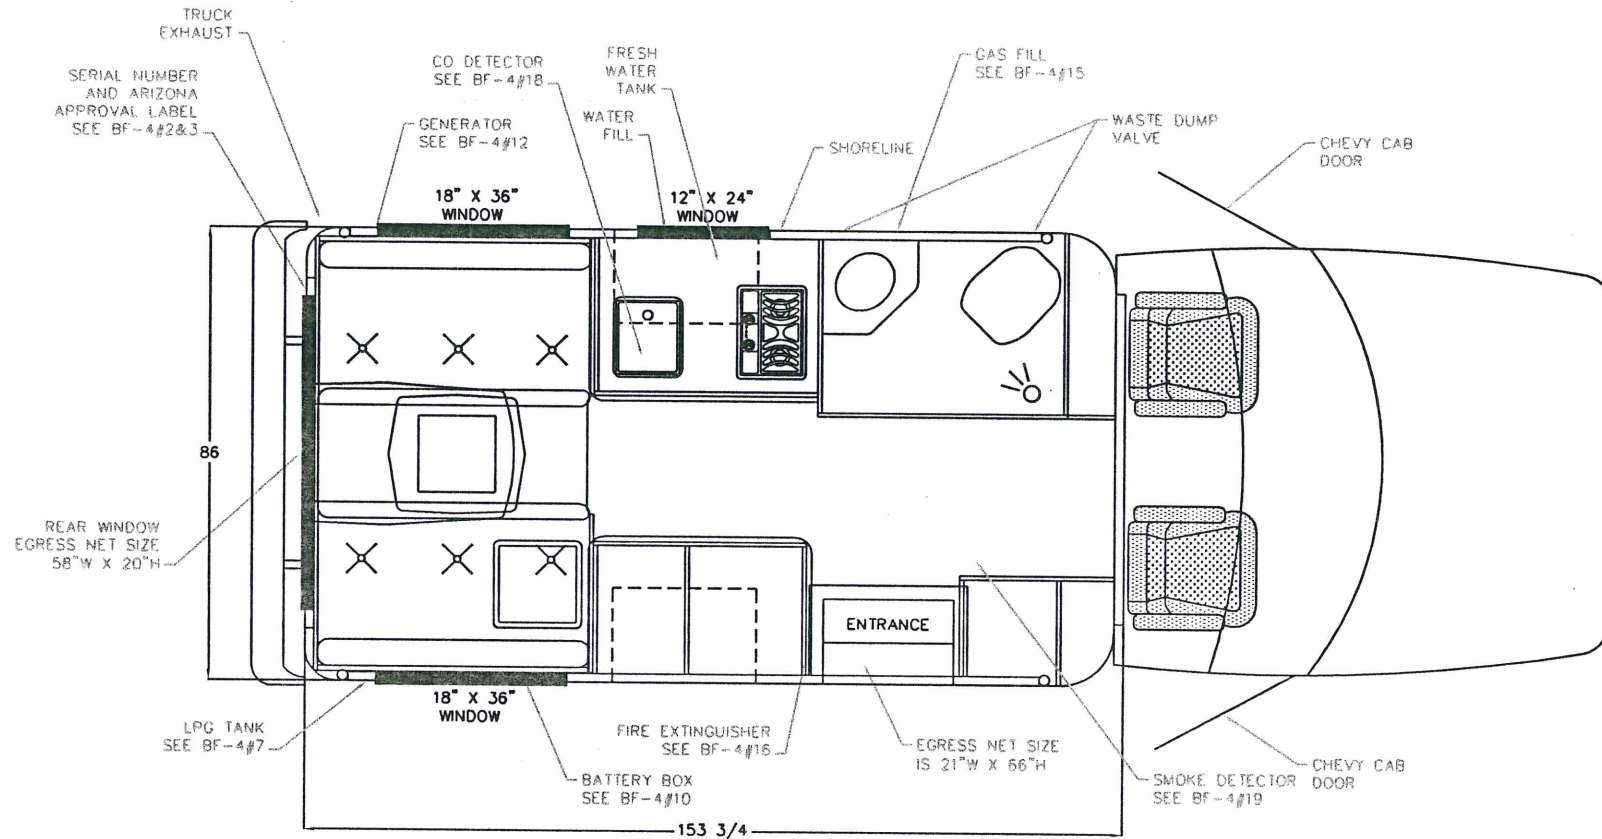 TRUCK
EXHAUST
SERIAL NUMBER
AND ARIZONA
APPROVAL LABEL
SEE BF-4#2&3
CO DETECTOR
SEE BF-4#18
GENERATOR
SEE BF-4#12
FRESH
WATER
TANK
WATER
FILL
GAS FILL
SEE BF-4#15
SHORELINE
WASTE DUMP
VALVE
CHEVY CAB
DOOR
18" X 36"
WINDOW
12" X 24"
WINDOW
86
REAR WINDOW
EGRESS NET SIZE
58"W X 20"H
ENTRANCE
18" X 36"
WINDOW
LPG TANK
SEE BF-4#7
FIRE EXTINGUISHER
SEE BF-4#16
BATTERY BOX
SEE BF-4#10
EGRESS NET SIZE
IS 21"W X 66"H
SMOKE DETECTOR
SEE BF-4#19
CHEVY CAB
DOOR
153 3/4